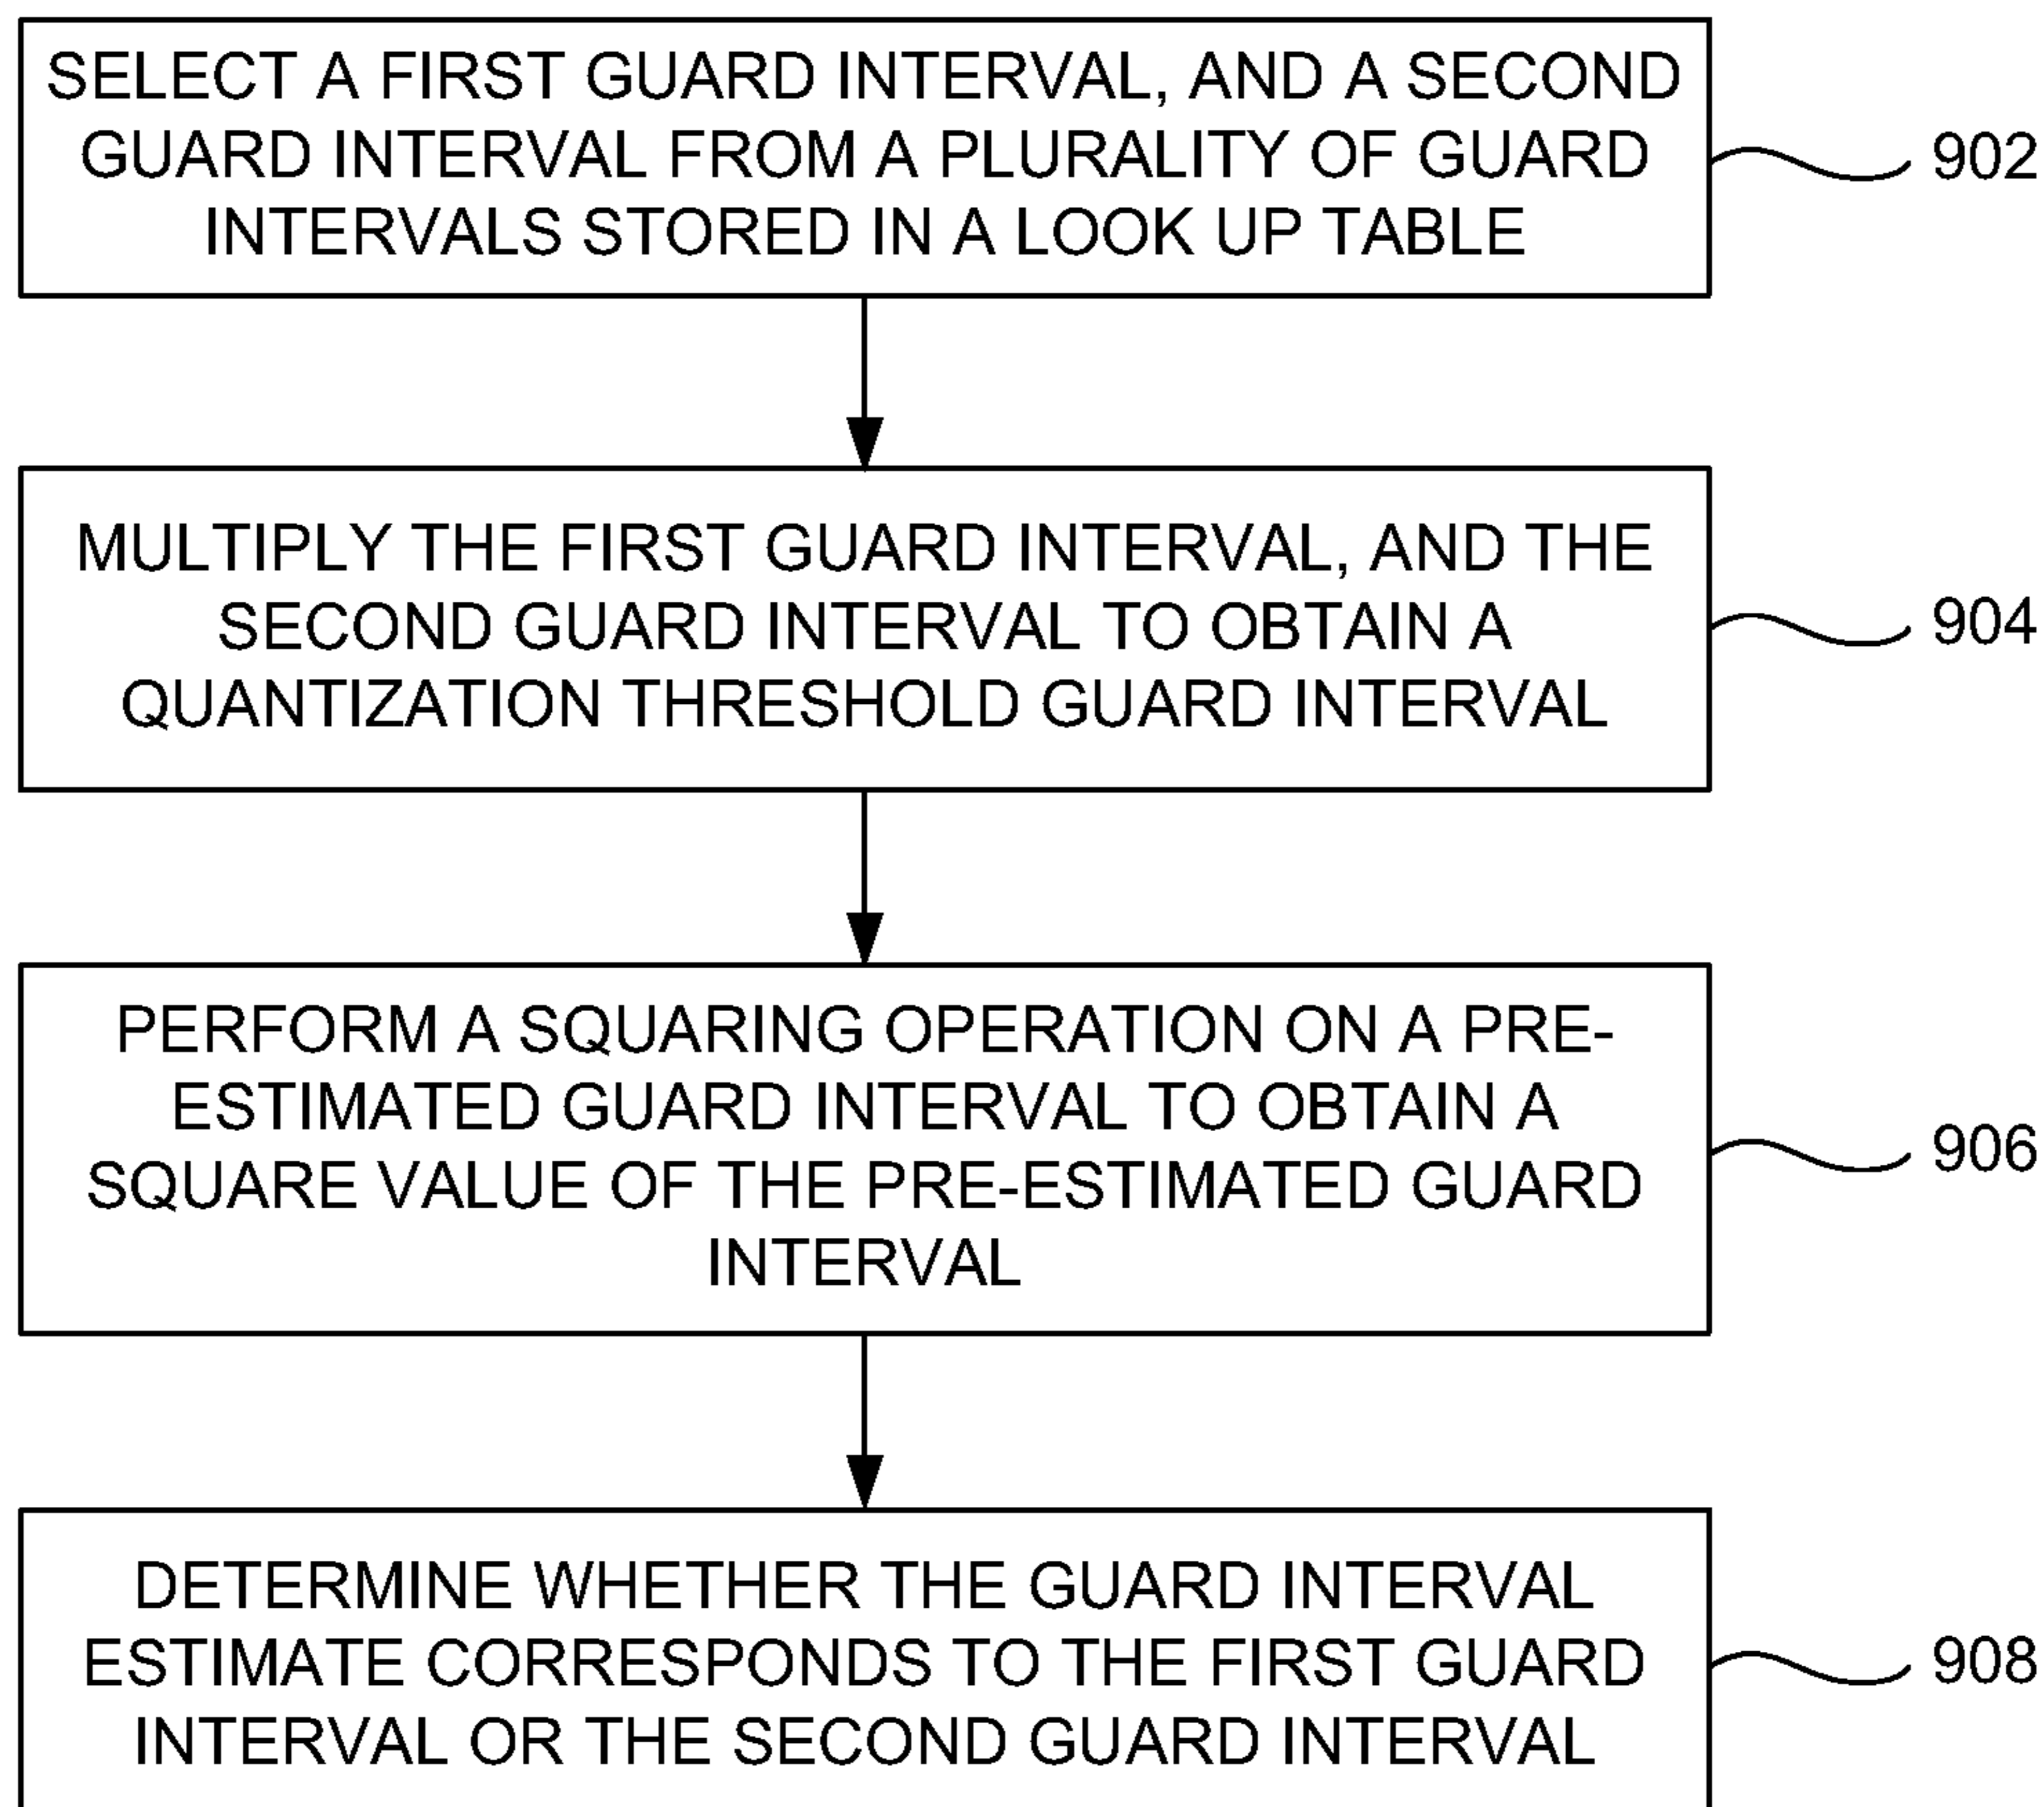 SELECT A FIRST GUARD INTERVAL, AND A SECOND
GUARD INTERVAL FROM A PLURALITY OF GUARD
INTERVALS STORED IN A LOOK UP TABLE
902
MULTIPLY THE FIRST GUARD INTERVAL, AND THE
SECOND GUARD INTERVAL TO OBTAIN A
QUANTIZATION THRESHOLD GUARD INTERVAL
904
PERFORM A SQUARING OPERATION ON A PRE-
ESTIMATED GUARD INTERVAL TO OBTAIN A
SQUARE VALUE OF THE PRE-ESTIMATED GUARD
INTERVAL
906
DETERMINE WHETHER THE GUARD INTERVAL
ESTIMATE CORRESPONDS TO THE FIRST GUARD
INTERVAL OR THE SECOND GUARD INTERVAL
908